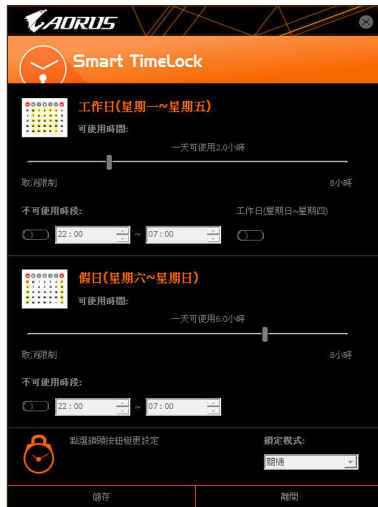 AORUS
Smart TimeLock
工作日(星期一~星期五)
可使用時間:
一天可使用2.0小時
取消限制 8小時
不可使用時段: 工作日(星期日~星期四)
22:00 ~ 07:00
假日(星期六~星期日)
可使用時間:
一天可使用6.0小時
取消限制 8小時
不可使用時段:
22:00 ~ 07:00
點選鎖頭按鈕變更設定 鎖定模式:
關機
儲存 離開